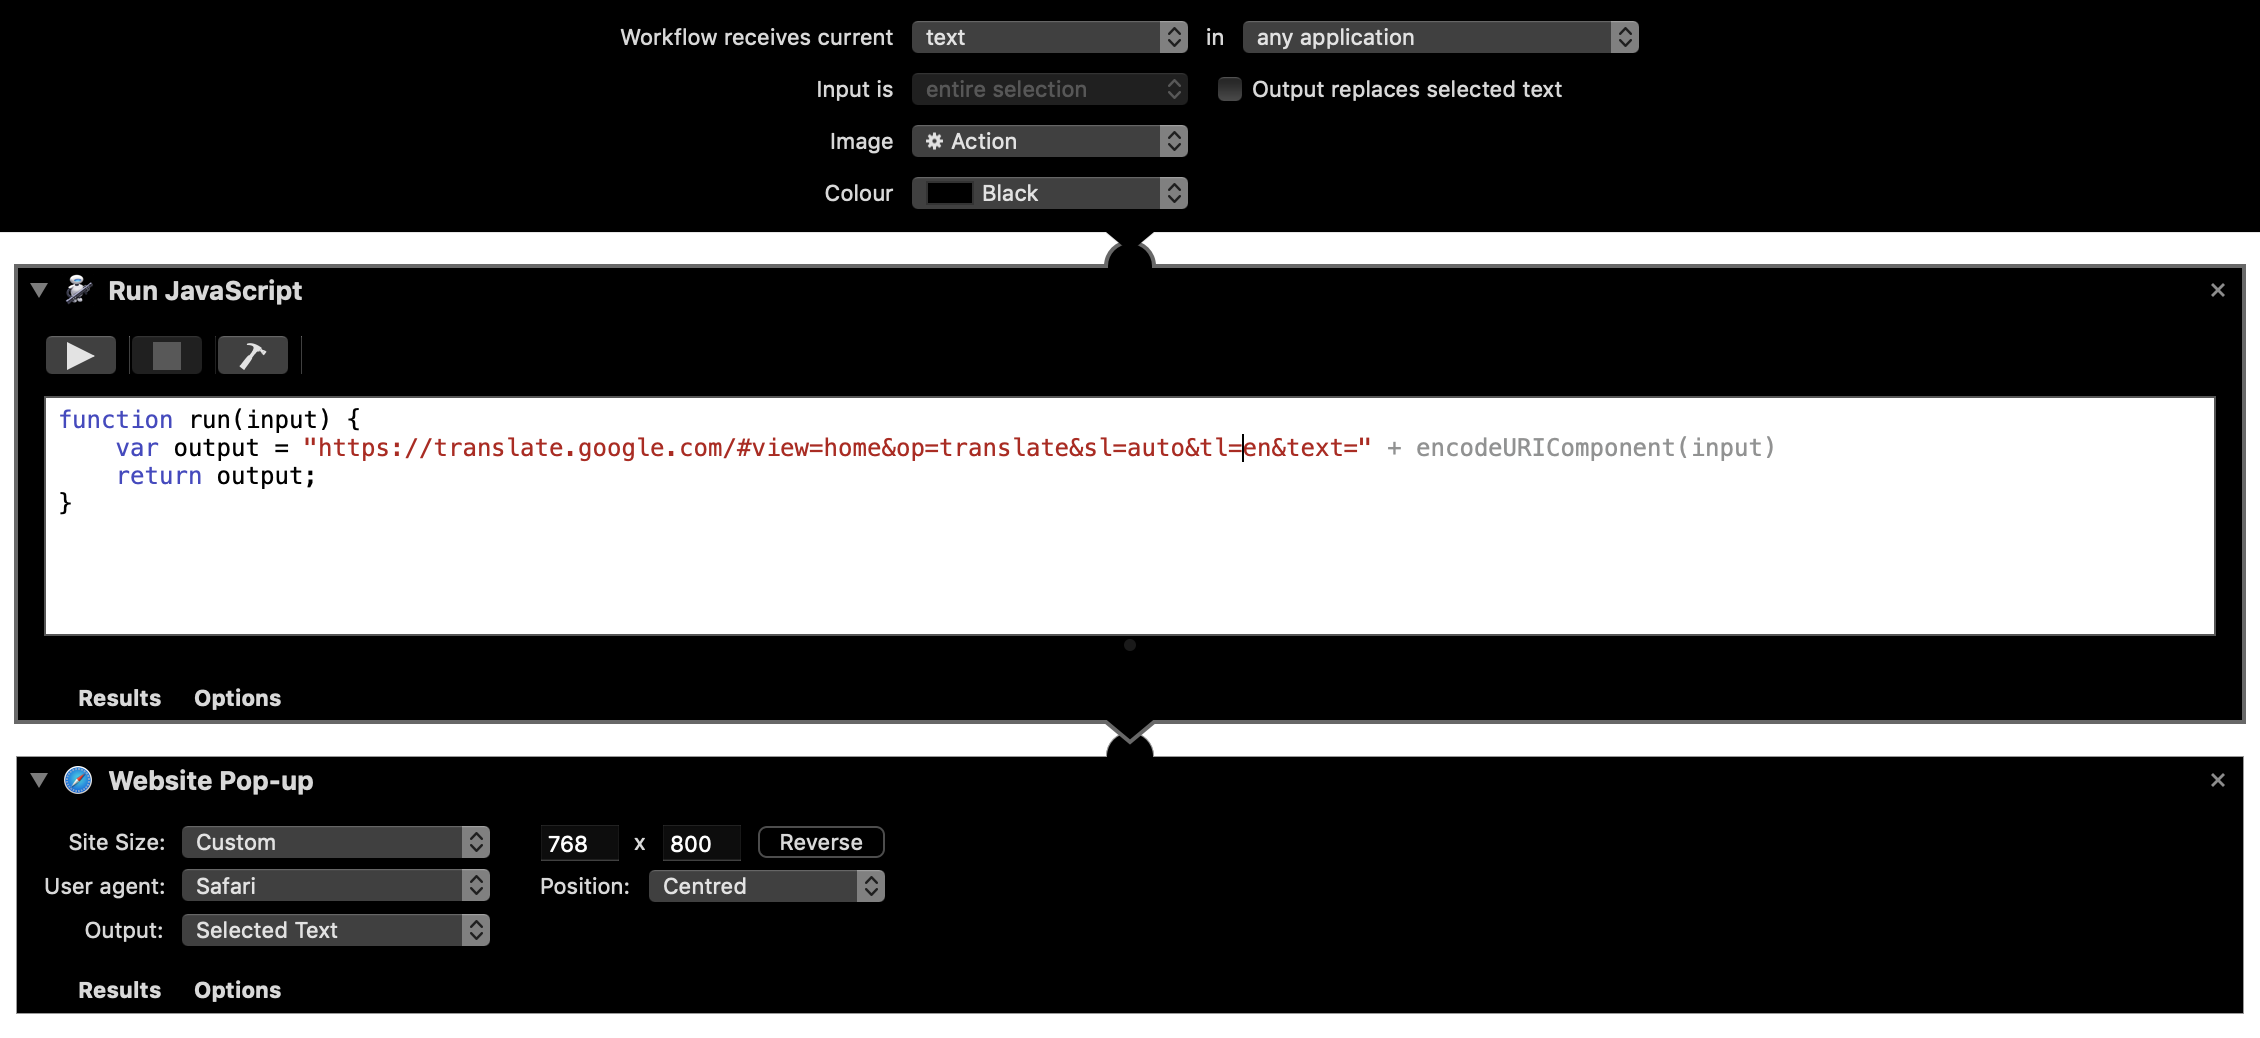 Workflow receives current text in any application
Input is entire selection Output replaces selected text
Image Action
Colour Black
Run JavaScript
function run(input) {
    var output = "https://translate.google.com/#view=home&op=translate&sl=auto&tl=en&text=" + encodeURIComponent(input)
    return output;
}
Results Options
Website Pop-up
Site Size: Custom 768 x 800 Reverse
User agent: Safari Position: Centred
Output: Selected Text
Results Options